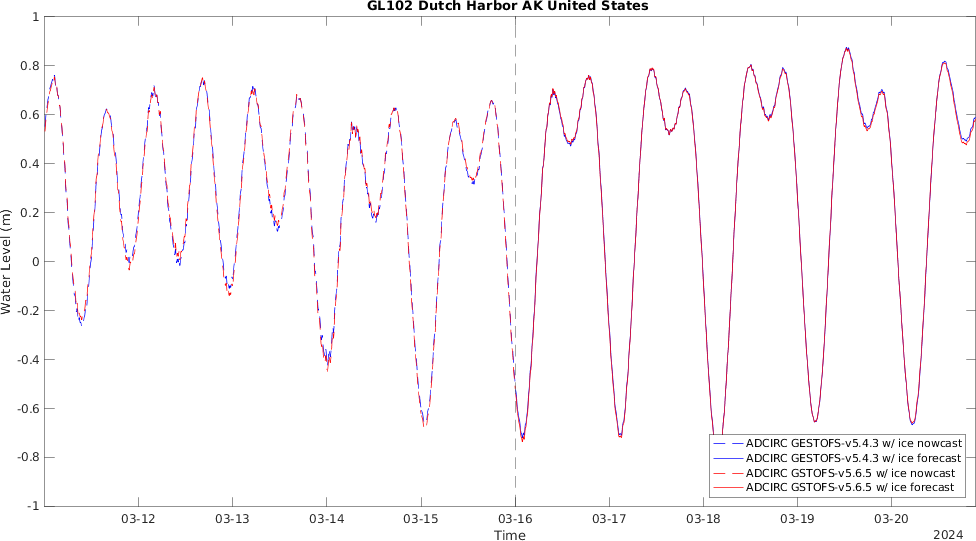 GL102 Dutch Harbor AK United States
1
0.8
0.6
0.4
0.2
0
-0.2
-0.4
-0.6
-0.8
-1
Water Level (m)
ADCIRC GESTOFS-v5.4.3 w/ ice nowcast
ADCIRC GESTOFS-v5.4.3 w/ ice forecast
ADCIRC GSTOFS-v5.6.5 w/ ice nowcast
ADCIRC GSTOFS-v5.6.5 w/ ice forecast
03-12 03-13 03-14 03-15 03-16 03-17 03-18 03-19 03-20
Time
2024